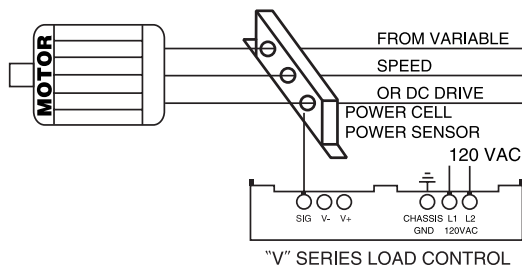 MOTOR
FROM VARIABLE
SPEED
OR DC DRIVE
POWER CELL
POWER SENSOR
120 VAC
SIG V- V+ CHASSIS L1 L2
GND 120VAC
"V" SERIES LOAD CONTROL